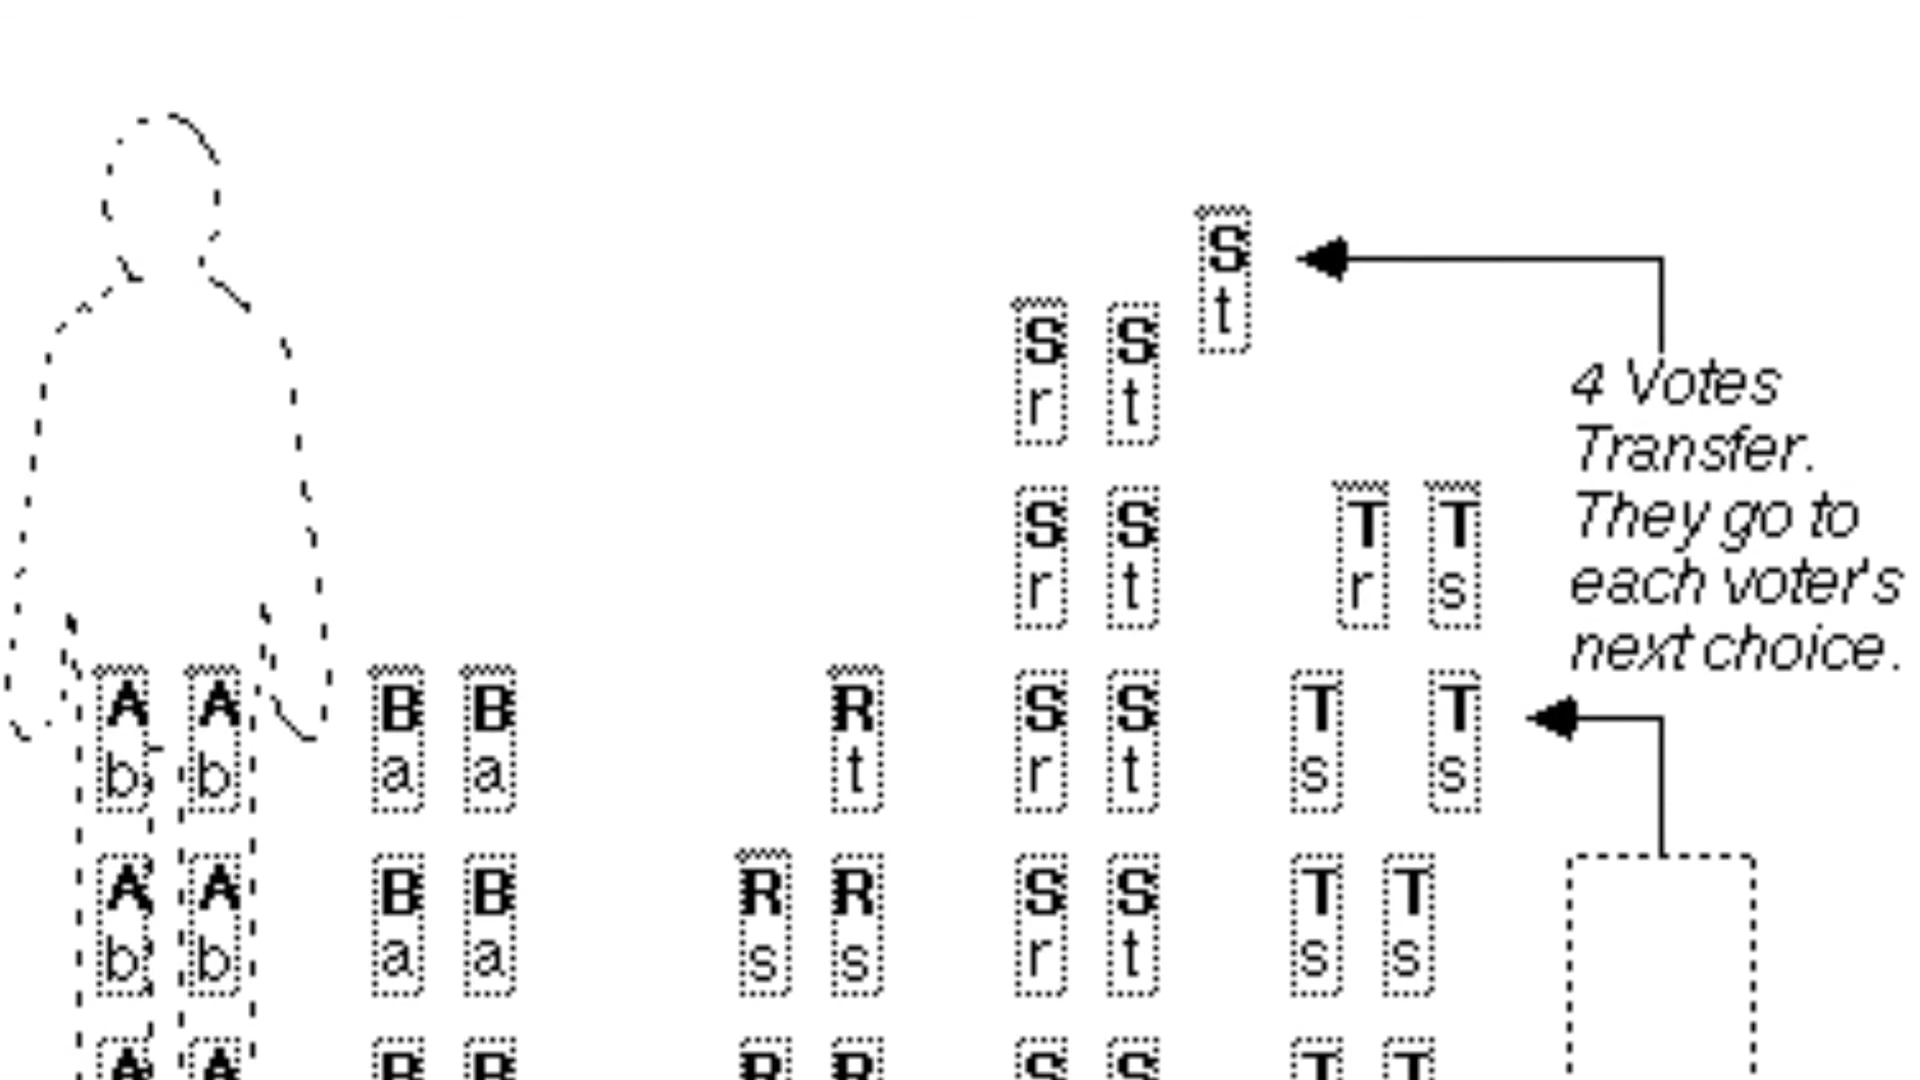 S
t
S S
r t
4 Votes
Transfer.
They go to
each voter's
next choice.
S S T T
r t r s
A A B B R S S T T
b b a a t r t s s
A A B B R R S S T T
b b a a s s r t s s
A A B B R R S S T T